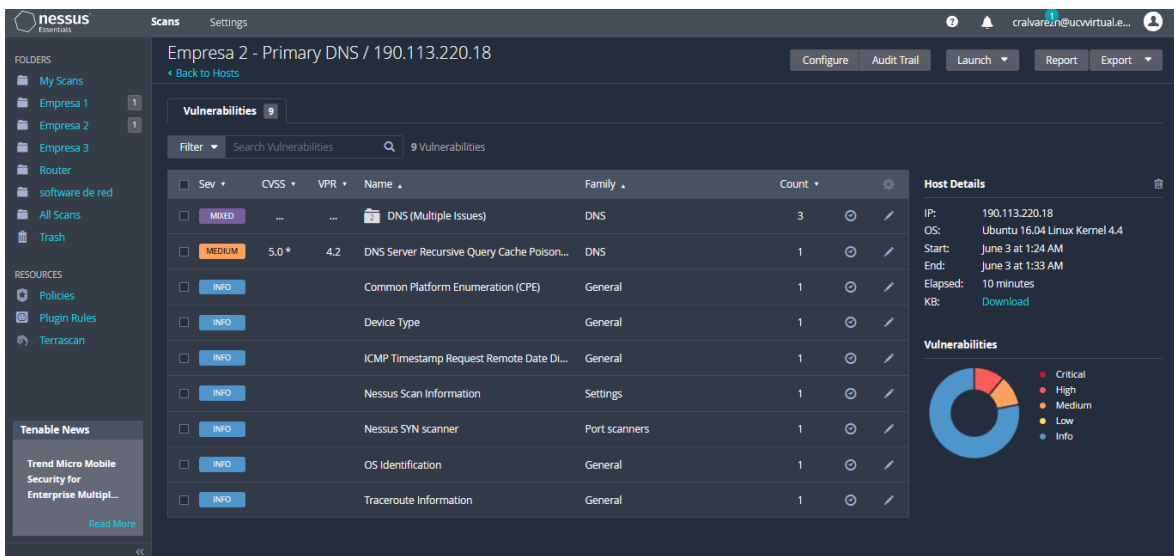 nessus
Essentials
Scans
Settings
1
cralvarezh@ucvvirtual.e...
FOLDERS
My Scans
Empresa 1 1
Empresa 2 1
Empresa 3
Router
software de red
All Scans
Trash
RESOURCES
Policies
Plugin Rules
Terrascan
Tenable News
Trend Micro Mobile
Security for
Enterprise Multipl...
Read More
Empresa 2 - Primary DNS / 190.113.220.18
Back to Hosts
Configure Audit Trail Launch Report Export
Vulnerabilities 9
Filter Search Vulnerabilities 9 Vulnerabilities
Sev CVSS VPR Name Family Count
MIXED ... ... 2 DNS (Multiple Issues) DNS 3
MEDIUM 5.0 * 4.2 DNS Server Recursive Query Cache Poison... DNS 1
INFO Common Platform Enumeration (CPE) General 1
INFO Device Type General 1
INFO ICMP Timestamp Request Remote Date Di... General 1
INFO Nessus Scan Information Settings 1
INFO Nessus SYN scanner Port scanners 1
INFO OS Identification General 1
INFO Traceroute Information General 1
Host Details
IP: 190.113.220.18
OS: Ubuntu 16.04 Linux Kernel 4.4
Start: June 3 at 1:24 AM
End: June 3 at 1:33 AM
Elapsed: 10 minutes
KB: Download
Vulnerabilities
Critical
High
Medium
Low
Info